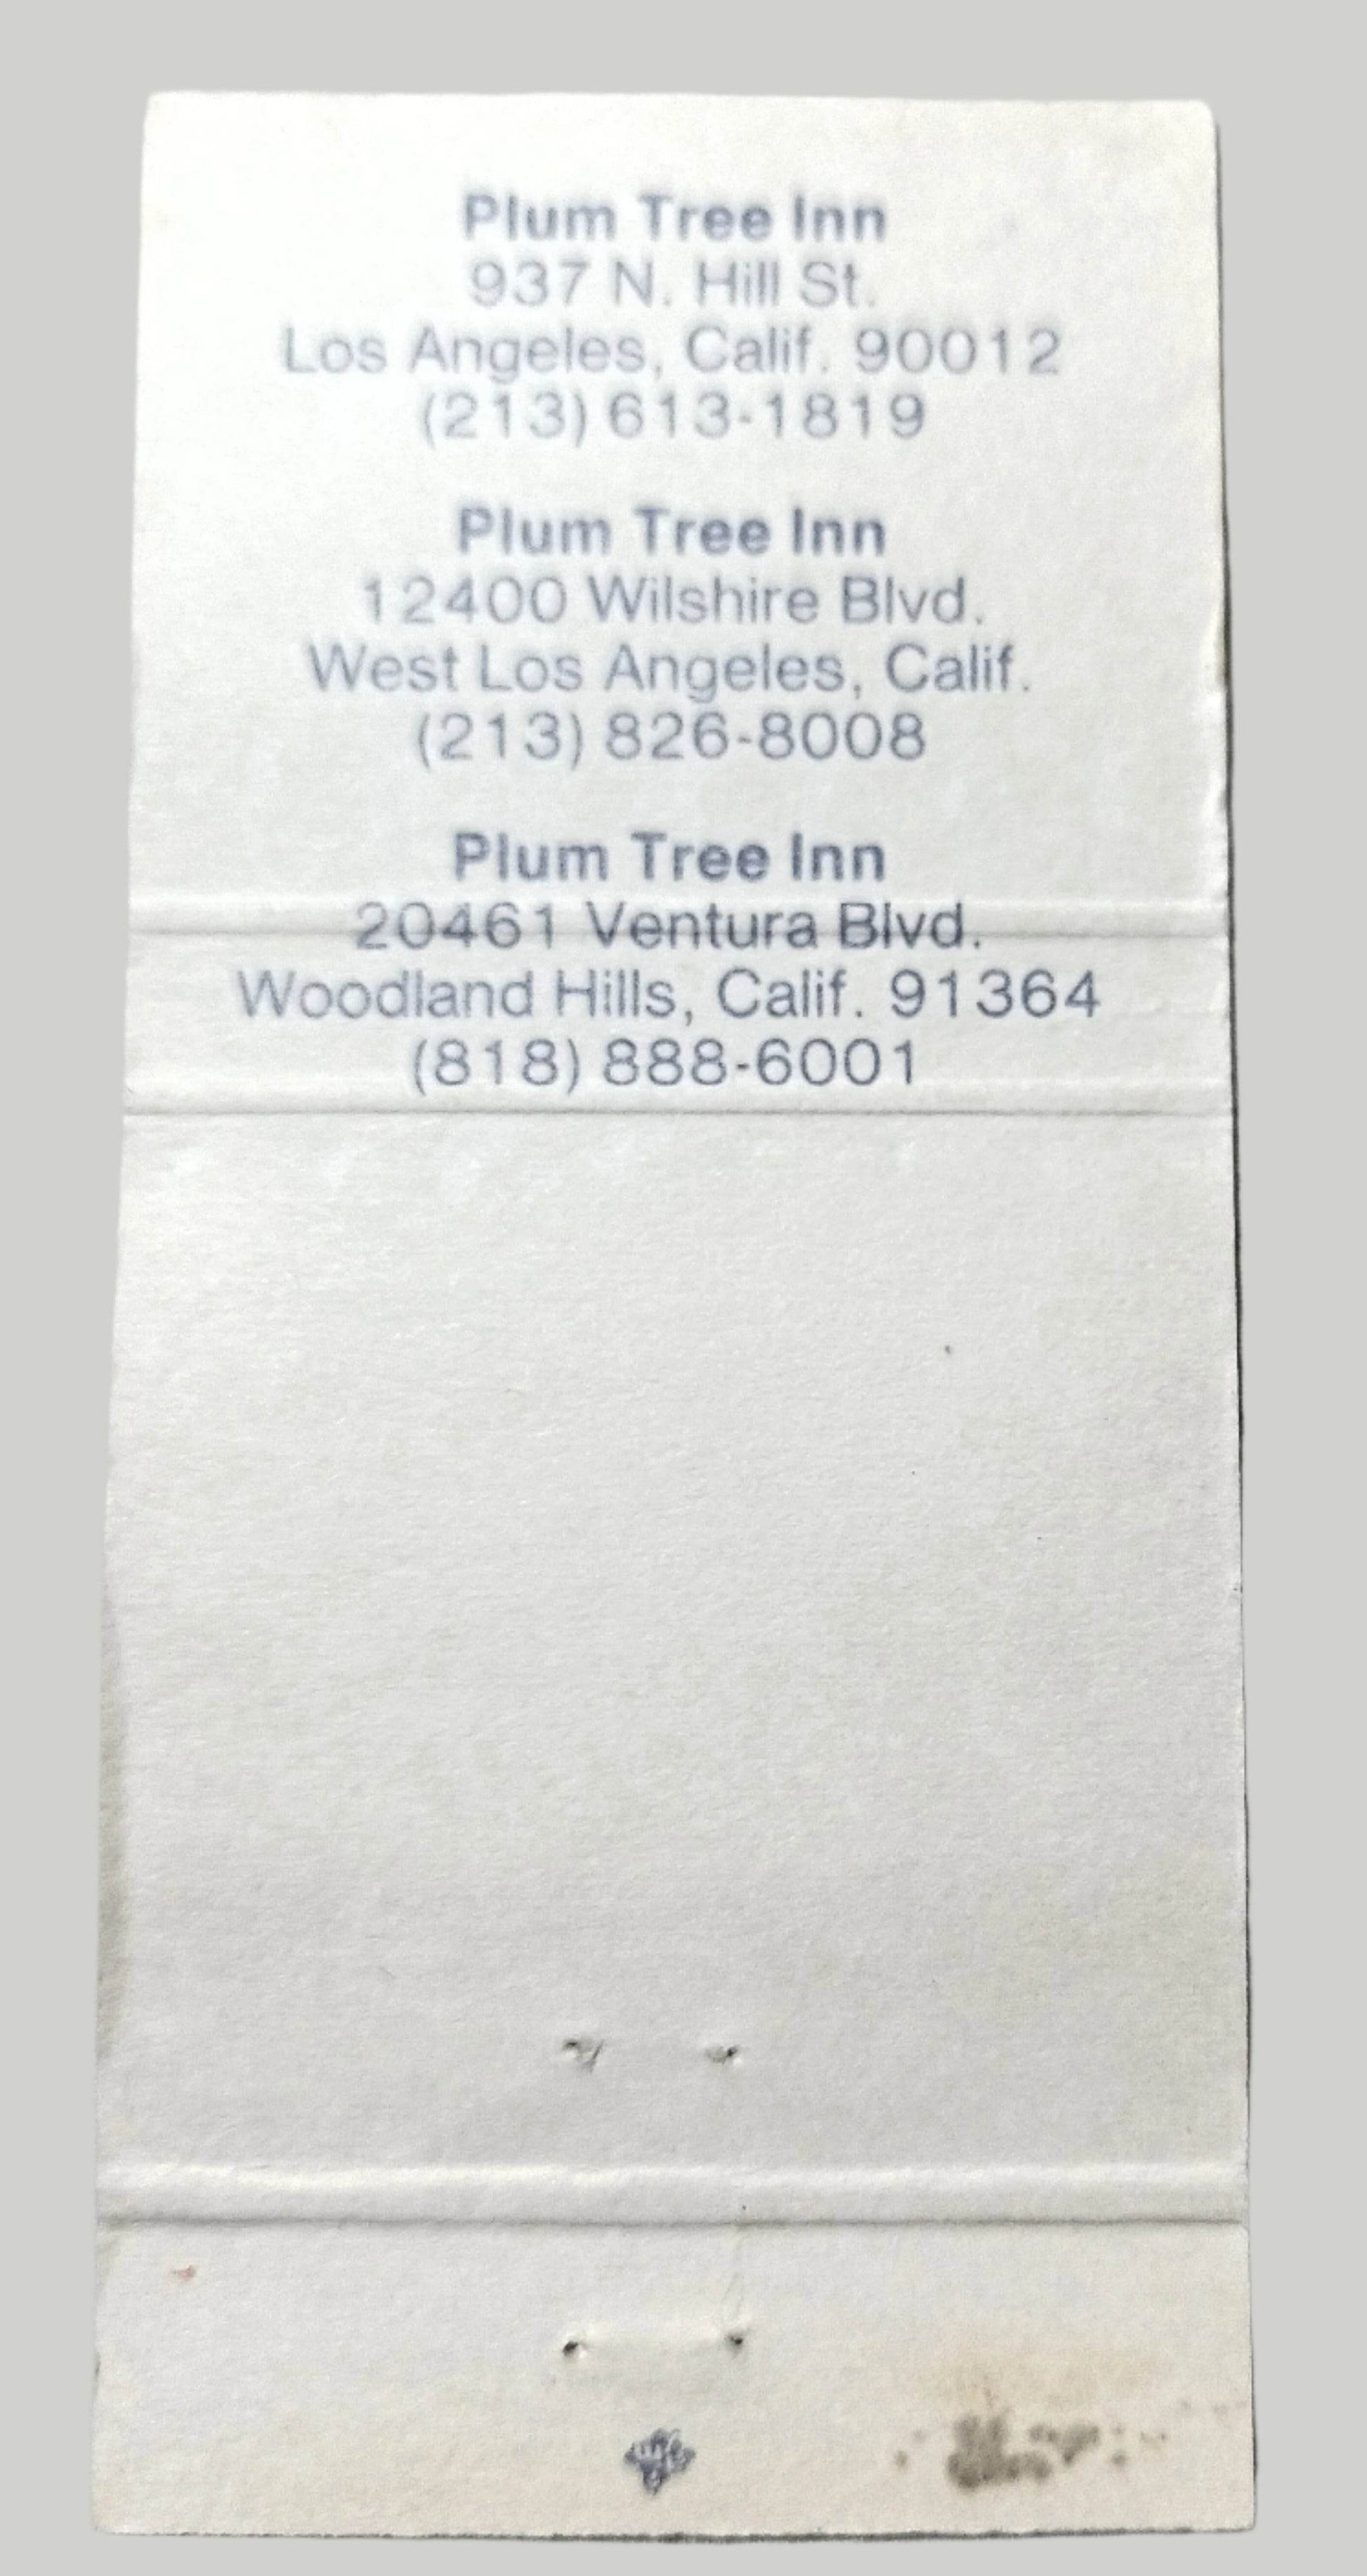 Plum Tree Inn
937 N. Hill St.
Los Angeles, Calif. 90012
(213) 613-1819
Plum Tree Inn
12400 Wilshire Blvd.
West Los Angeles, Calif.
(213) 826-8008
Plum Tree Inn
20461 Ventura Blvd.
Woodland Hills, Calif. 91364
(818) 888-6001